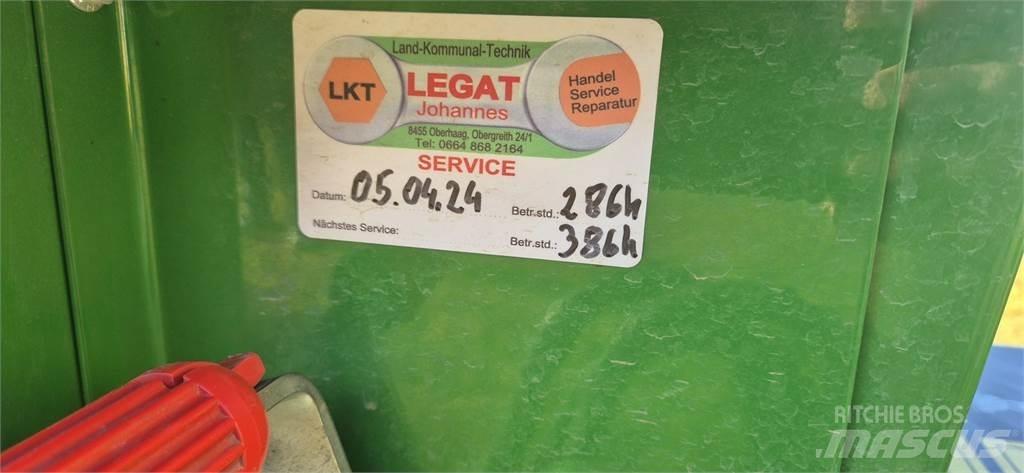 Land-Kommunal-Technik
LKT
LEGAT
Johannes
Handel
Service
Reparatur
8455 Oberhaag, Obergreith 24/1
Tel: 0664 868 2164
SERVICE
Datum: 05.04.24 Betr.std.: 286h
Nächstes Service: Betr.std.: 386h
RITCHIE BROS.
MASCUS